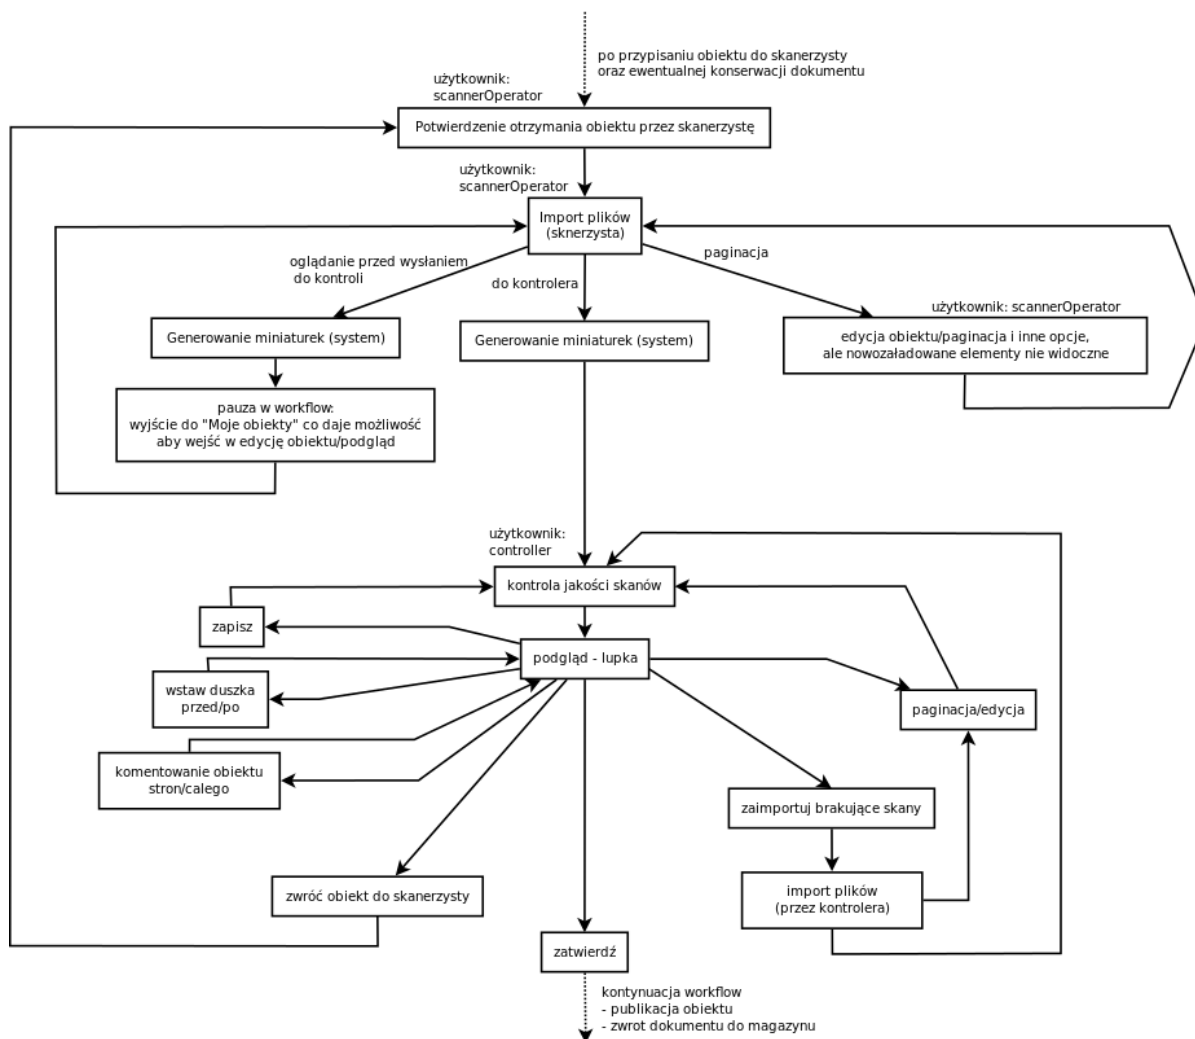 po przypisaniu obiektu do skanerzysty
oraz ewentualnej konserwacji dokumentu
użytkownik:
scannerOperator
Potwierdzenie otrzymania obiektu przez skanerzystę
użytkownik:
scannerOperator
Import plików
(sknerzysta)
oglądanie przed wysłaniem
do kontroli
do kontrolera
paginacja
użytkownik: scannerOperator
Generowanie miniaturek (system)
Generowanie miniaturek (system)
edycja obiektu/paginacja i inne opcje,
ale nowozaładowane elementy nie widoczne
pauza w workflow:
wyjście do "Moje obiekty" co daje możliwość
aby wejść w edycję obiektu/podgląd
użytkownik:
controller
kontrola jakości skanów
zapisz
podgląd - lupka
wstaw duszka
przed/po
paginacja/edycja
komentowanie obiektu
stron/calego
zaimportuj brakujące skany
zwróć obiekt do skanerzysty
import plików
(przez kontrolera)
zatwierdź
kontynuacja workflow
- publikacja obiektu
- zwrot dokumentu do magazynu